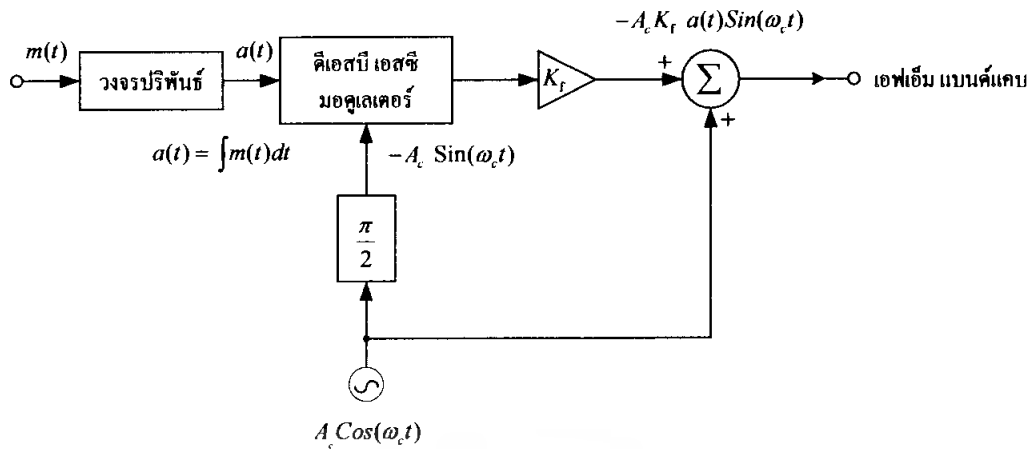 −A_c K_f a(t)Sin(ω_c t)
m(t)
วงจรปริพันธ์
a(t)
ดีเอสบี เอสซี
มอดูเลเตอร์
K_f
+
Σ
+
เอฟเอ็ม แบนด์แคบ
a(t) = ∫m(t)dt
−A_c Sin(ω_c t)
π
2
A_c Cos(ω_c t)